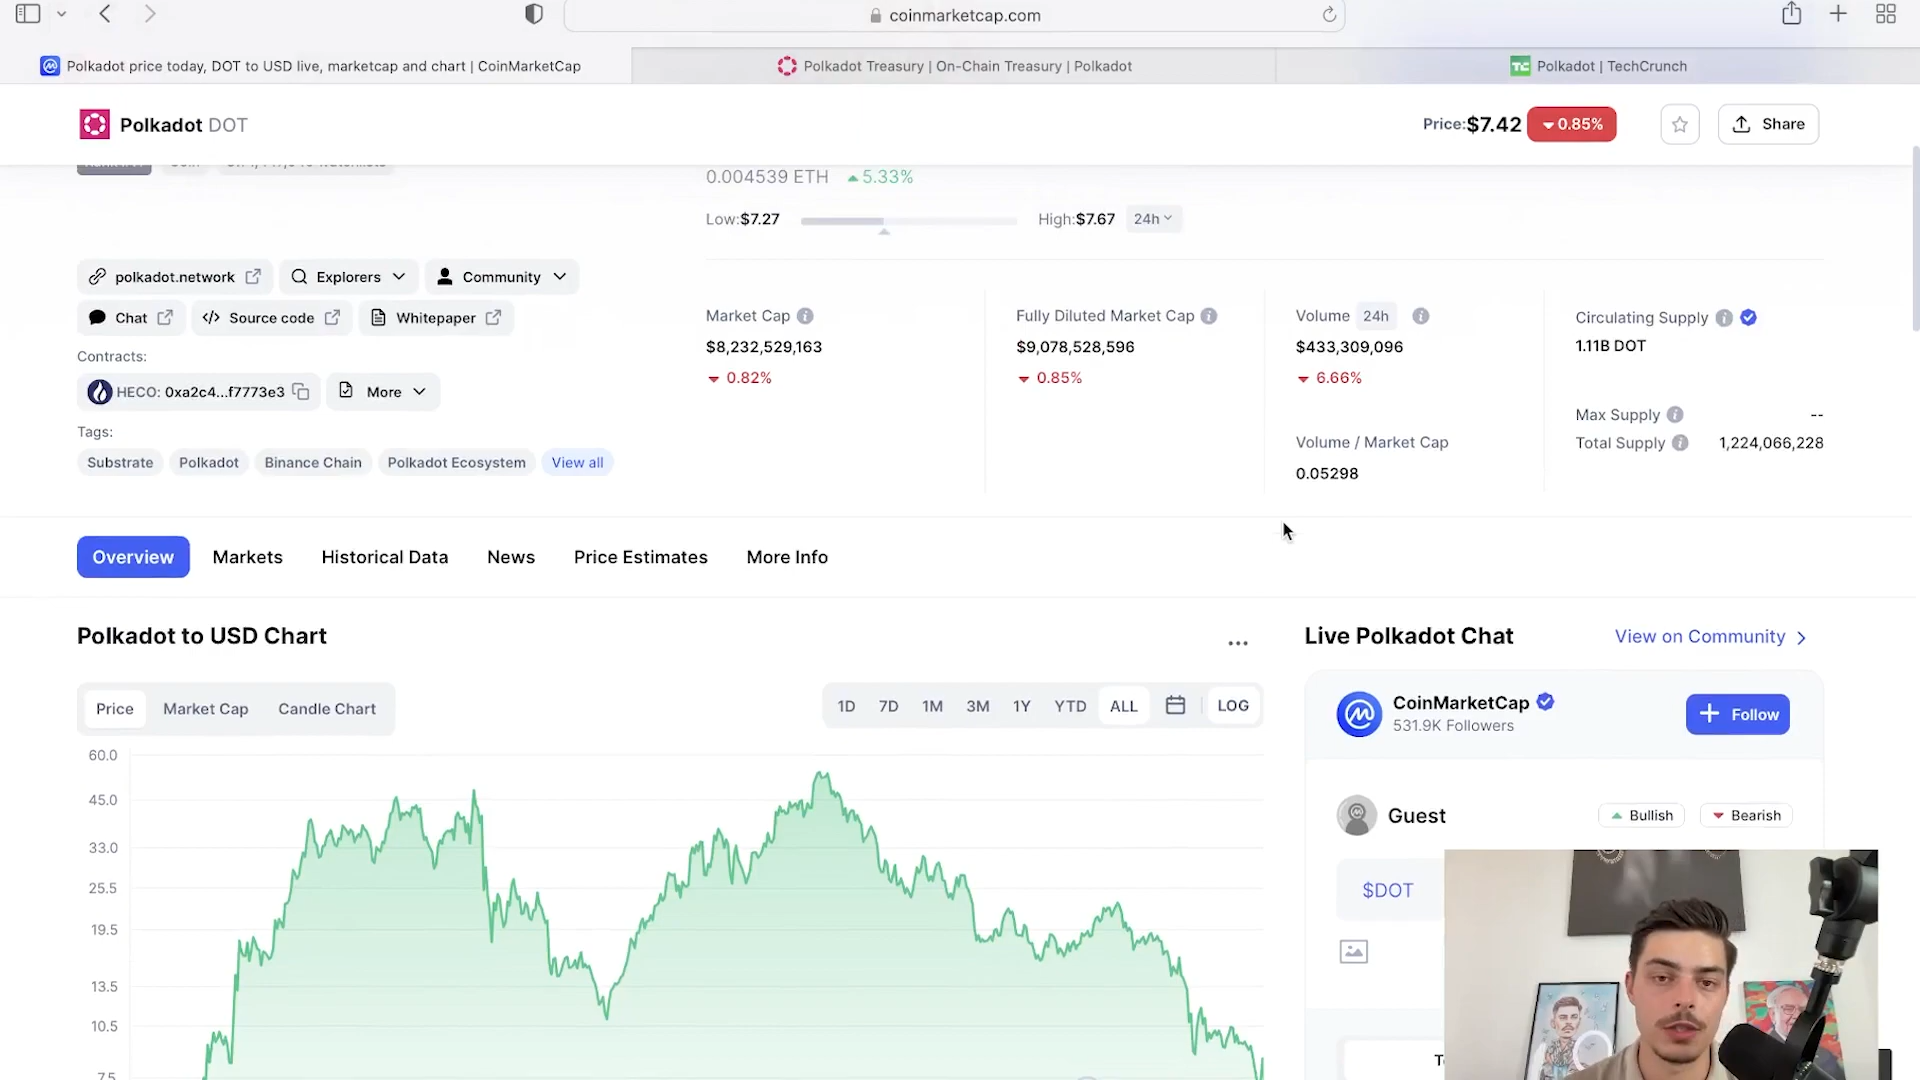 coinmarketcap.com
Polkadot price today, DOT to USD live, marketcap and chart | CoinMarketCap
Polkadot Treasury | On-Chain Treasury | Polkadot
TC Polkadot | TechCrunch
Polkadot DOT
Price:$7.42 0.85%
Share
0.004539 ETH 5.33%
Low:$7.27
High:$7.67 24h
polkadot.network
Explorers
Community
Chat
Source code
Whitepaper
Contracts:
HECO: 0xa2c4...f7773e3
More
Tags:
Substrate
Polkadot
Binance Chain
Polkadot Ecosystem
View all
Market Cap
$8,232,529,163
0.82%
Fully Diluted Market Cap
$9,078,528,596
0.85%
Volume 24h
$433,309,096
6.66%
Volume / Market Cap
0.05298
Circulating Supply
1.11B DOT
Max Supply --
Total Supply 1,224,066,228
Overview
Markets
Historical Data
News
Price Estimates
More Info
Polkadot to USD Chart
Price
Market Cap
Candle Chart
1D 7D 1M 3M 1Y YTD ALL LOG
60.0
45.0
33.0
25.5
19.5
13.5
10.5
7.5
Live Polkadot Chat
View on Community
CoinMarketCap
531.9K Followers
Follow
Guest
Bullish
Bearish
$DOT